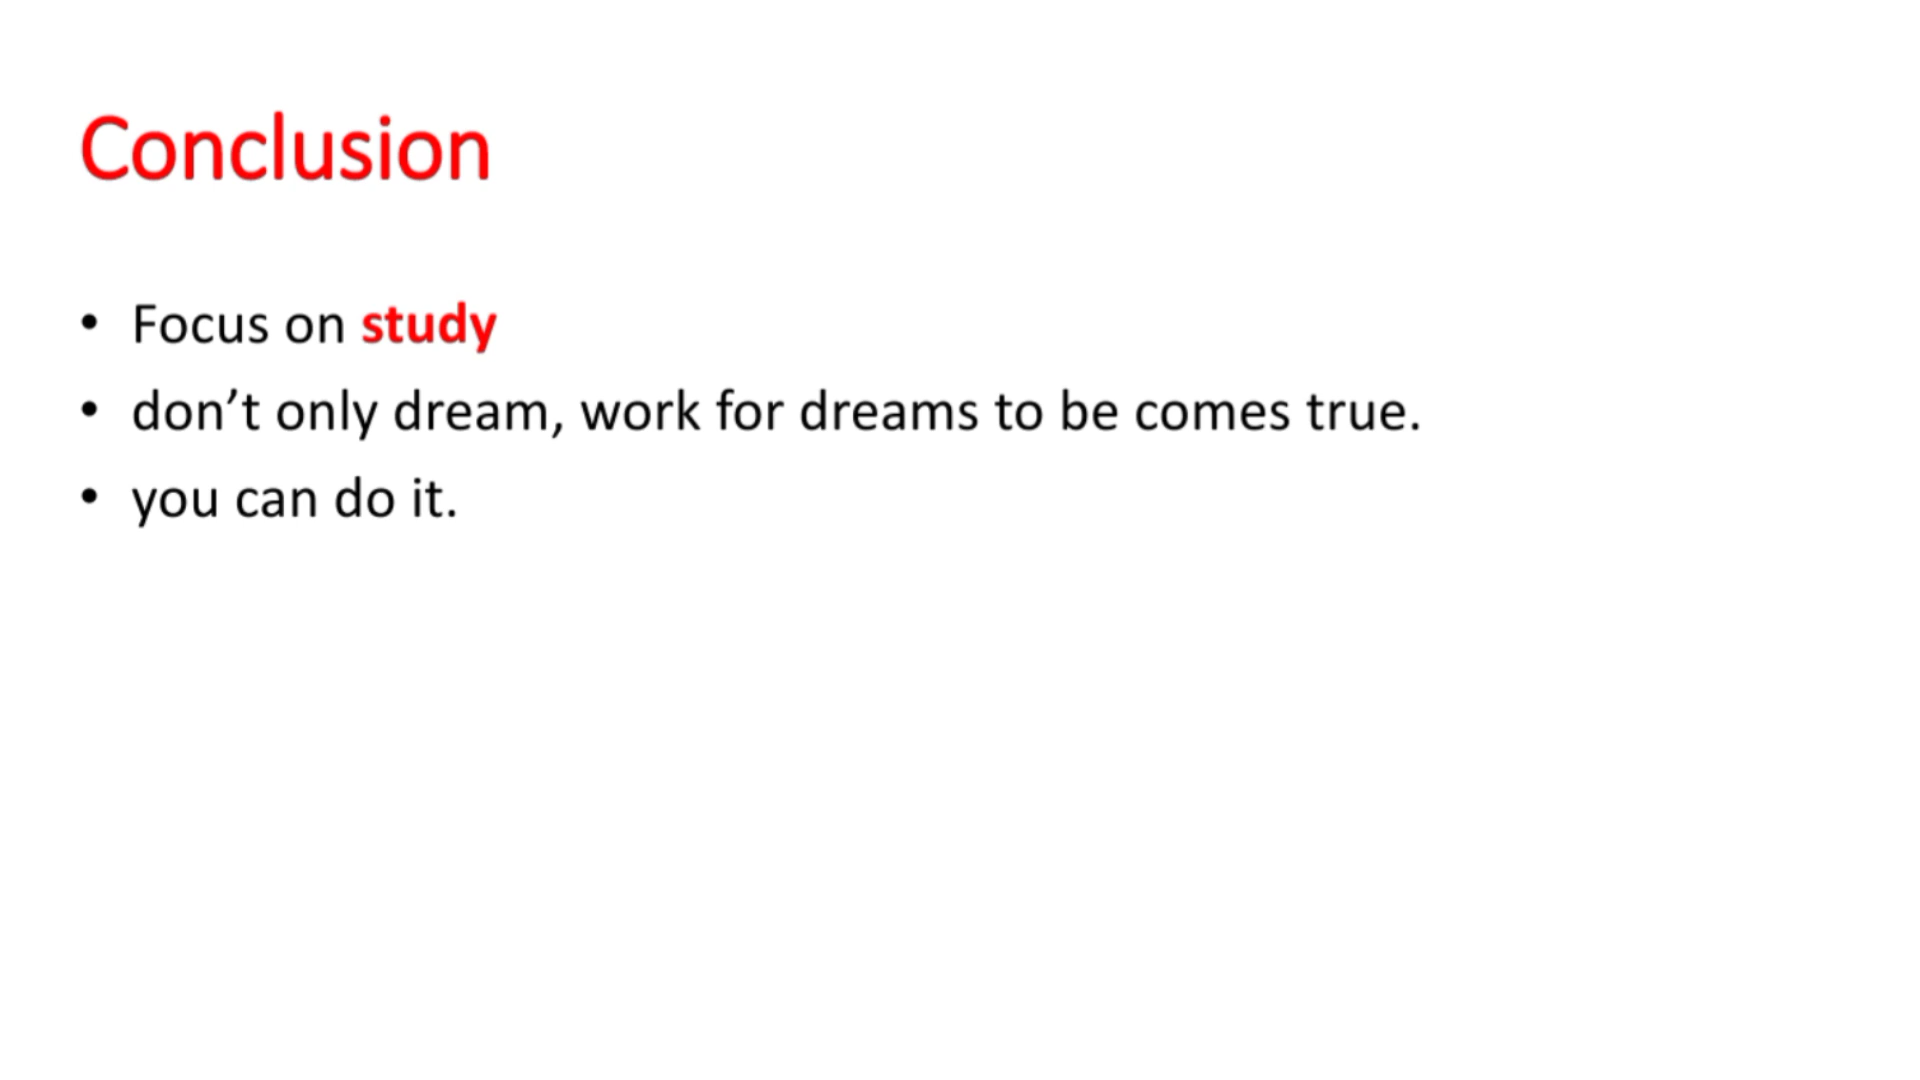 Conclusion
• Focus on study
• don’t only dream, work for dreams to be comes true.
• you can do it.